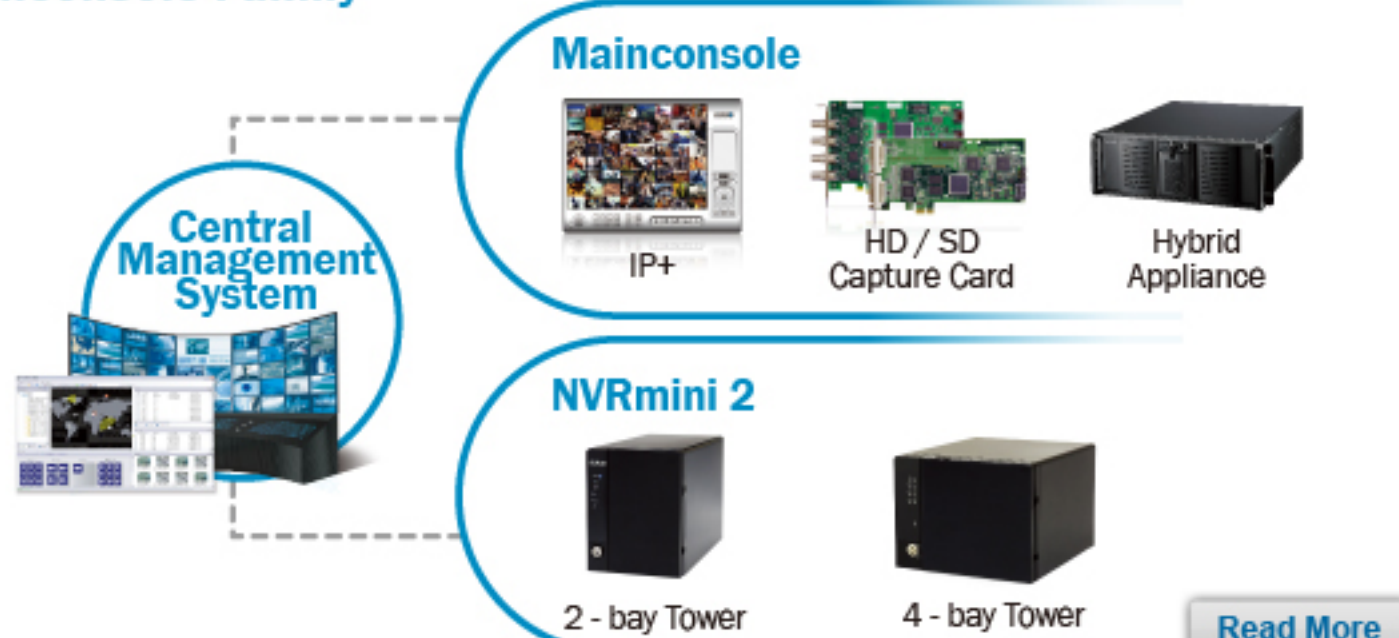 Family
Mainconsole
IP+
HD / SD
Capture Card
Hybrid
Appliance
Central
Management
System
NVRmini 2
2 - bay Tower
4 - bay Tower
Read More